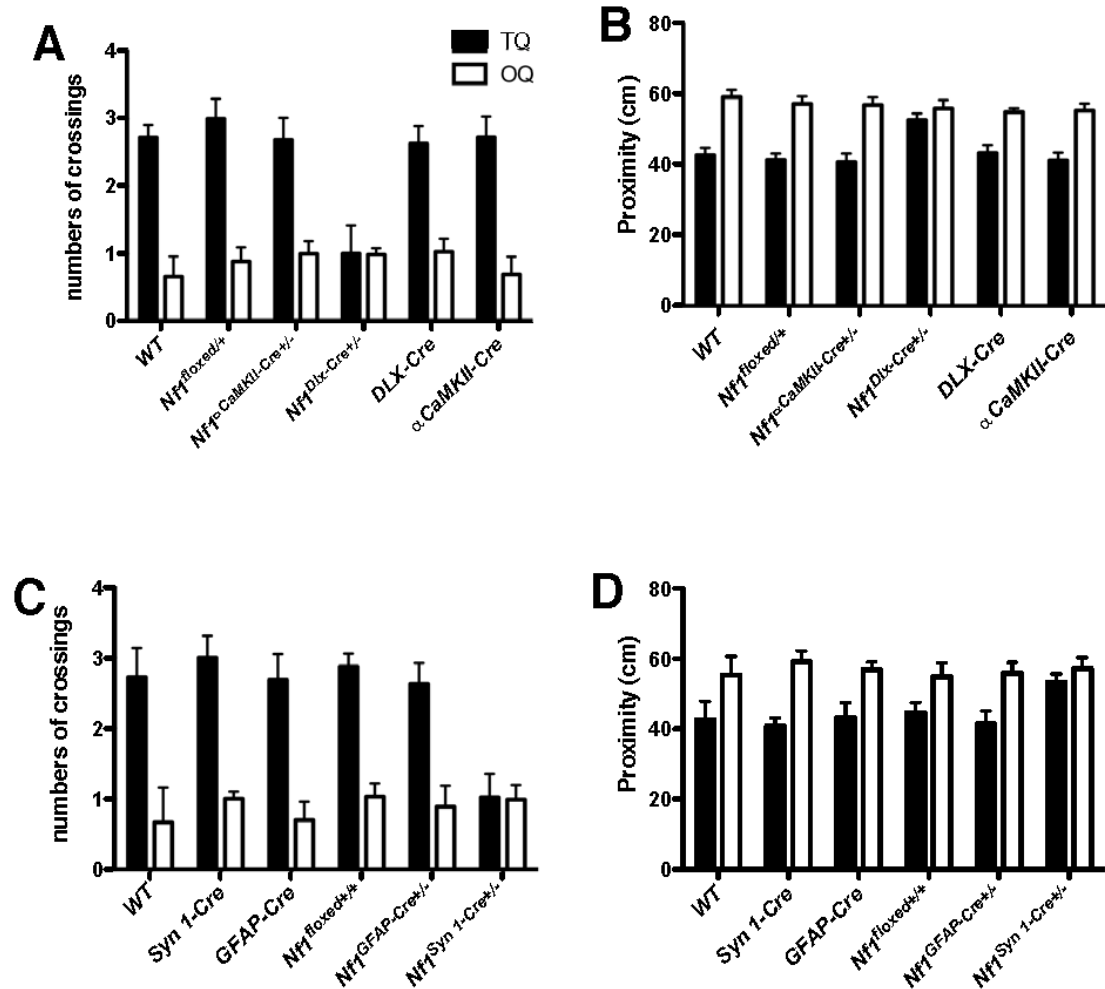 A
numbers of crossings
4
3
2
1
0
TQ
OQ
WT
Nf1floxed/+
Nf1αCaMKII-Cre+/-
Nf1Dlx-Cre+/-
DLX-Cre
αCaMKII-Cre
B
Proximity (cm)
80
60
40
20
0
WT
Nf1floxed/+
Nf1αCaMKII-Cre+/-
Nf1Dlx-Cre+/-
DLX-Cre
αCaMKII-Cre
C
numbers of crossings
4
3
2
1
0
WT
Syn 1-Cre
GFAP-Cre
Nf1floxed+/+
Nf1GFAP-Cre+/-
Nf1Syn 1-Cre+/-
D
Proximity (cm)
80
60
40
20
0
WT
Syn 1-Cre
GFAP-Cre
Nf1floxed+/+
Nf1GFAP-Cre+/-
Nf1Syn 1-Cre+/-